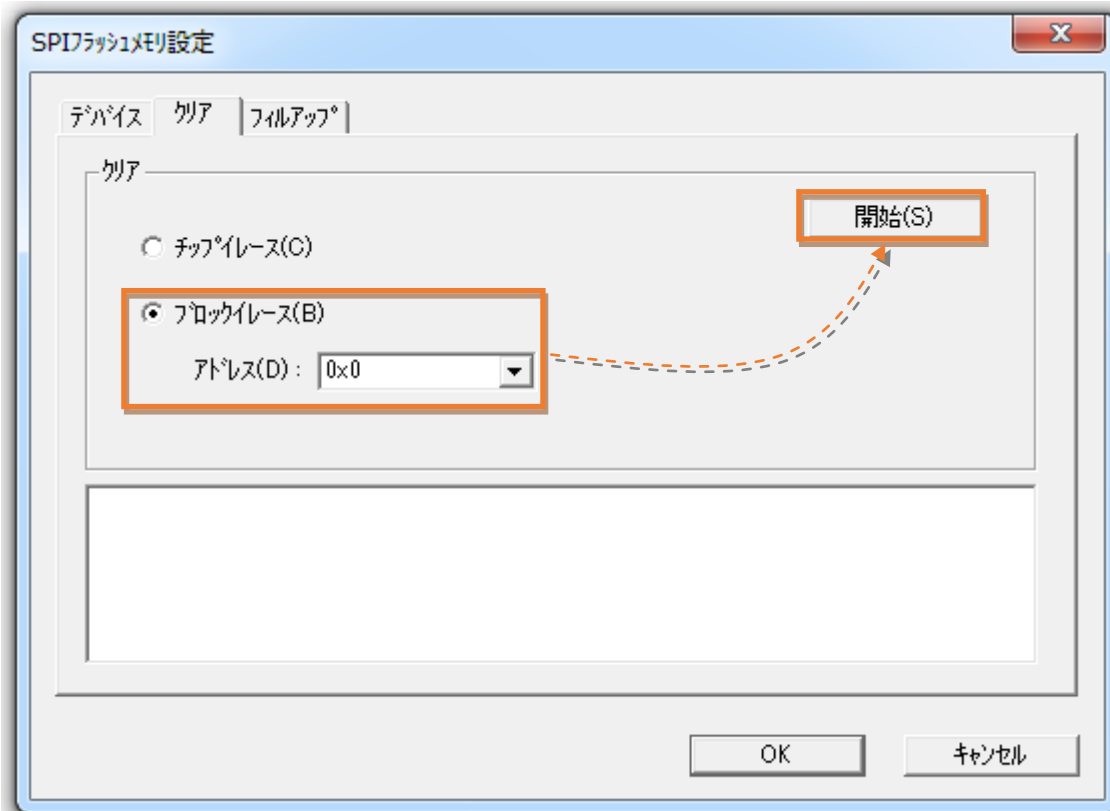 SPIﾌﾗｯｼｭﾒﾓﾘ設定
ﾃﾞﾊﾞｲｽ ｸﾘｱ ﾌｨﾙｱｯﾌﾟ
ｸﾘｱ
開始(S)
ﾁｯﾌﾟｲﾚｰｽ(C)
ﾌﾞﾛｯｸｲﾚｰｽ(B)
ｱﾄﾞﾚｽ(D) : 0x0
OK ｷｬﾝｾﾙ